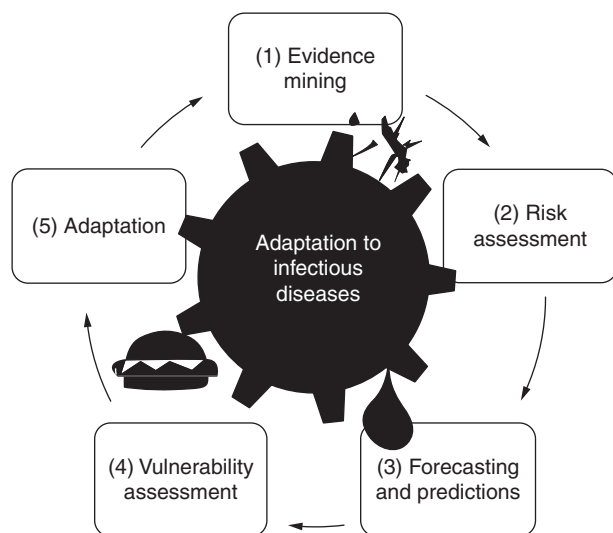 (1) Evidence
mining
(2) Risk
assessment
(3) Forecasting
and predictions
(4) Vulnerability
assessment
(5) Adaptation
Adaptation to
infectious
diseases